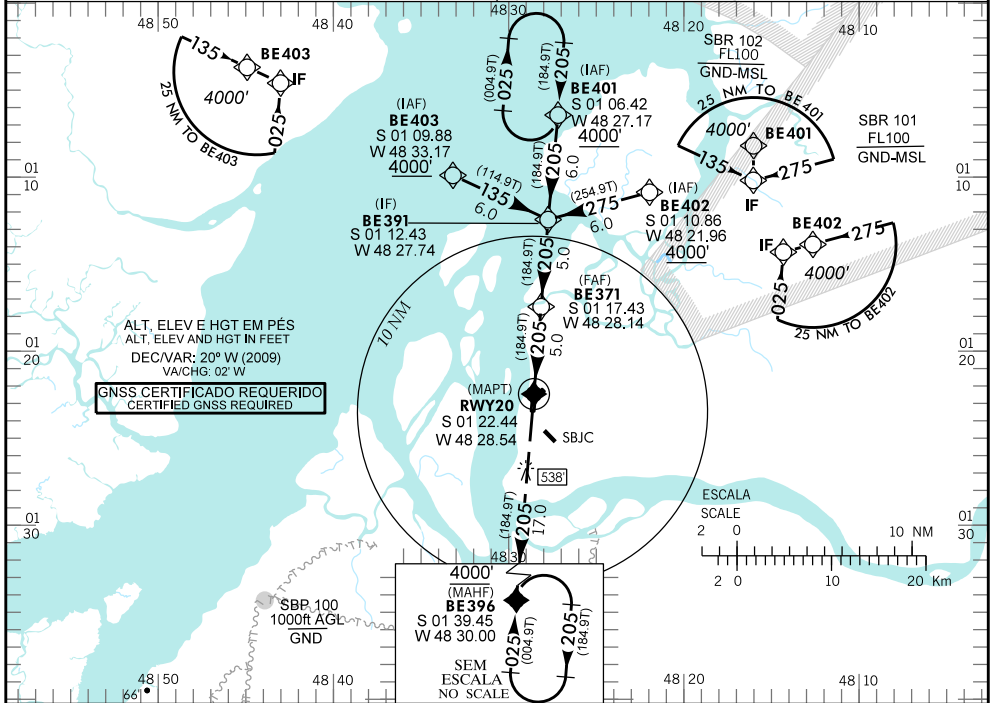 48 50
48 40
48 30
48 20
48 10
135
BE403
IF
4000'
025
25 NM TO BE403
025
(004.9T)
(184.9T)
205
(IAF)
BE401
S 01 06.42
W 48 27.17
4000'
(IAF)
BE403
S 01 09.88
W 48 33.17
4000'
SBR 102
FL100
GND-MSL
25 NM TO BE401
4000'
BE401
135
275
IF
SBR 101
FL100
GND-MSL
01
10
01
10
(114.9T)
135
6.0
(184.9T)
205
6.0
(254.9T)
275
6.0
(IAF)
BE402
S 01 10.86
W 48 21.96
4000'
(IF)
BE391
S 01 12.43
W 48 27.74
BE402
IF
275
4000'
025
25 NM TO BE402
(184.9T)
205
5.0
(FAF)
BE371
S 01 17.43
W 48 28.14
10 NM
ALT, ELEV E HGT EM PÉS
ALT, ELEV AND HGT IN FEET
DEC/VAR: 20º W (2009)
VA/CHG: 02' W
GNSS CERTIFICADO REQUERIDO
CERTIFIED GNSS REQUIRED
(184.9T)
205
5.0
01
20
01
20
(MAPT)
RWY20
S 01 22.44
W 48 28.54
SBJC
538'
(184.9T)
205
17.0
ESCALA
SCALE
2 0 10 NM
2 0 10 20 Km
01
30
01
30
48 30
4000'
(MAHF)
BE396
S 01 39.45
W 48 30.00
025
(004.9T)
205
(184.9T)
SEM
ESCALA
NO SCALE
SBP 100
1000ft AGL
GND
48 50
48 40
48 20
48 10
66'